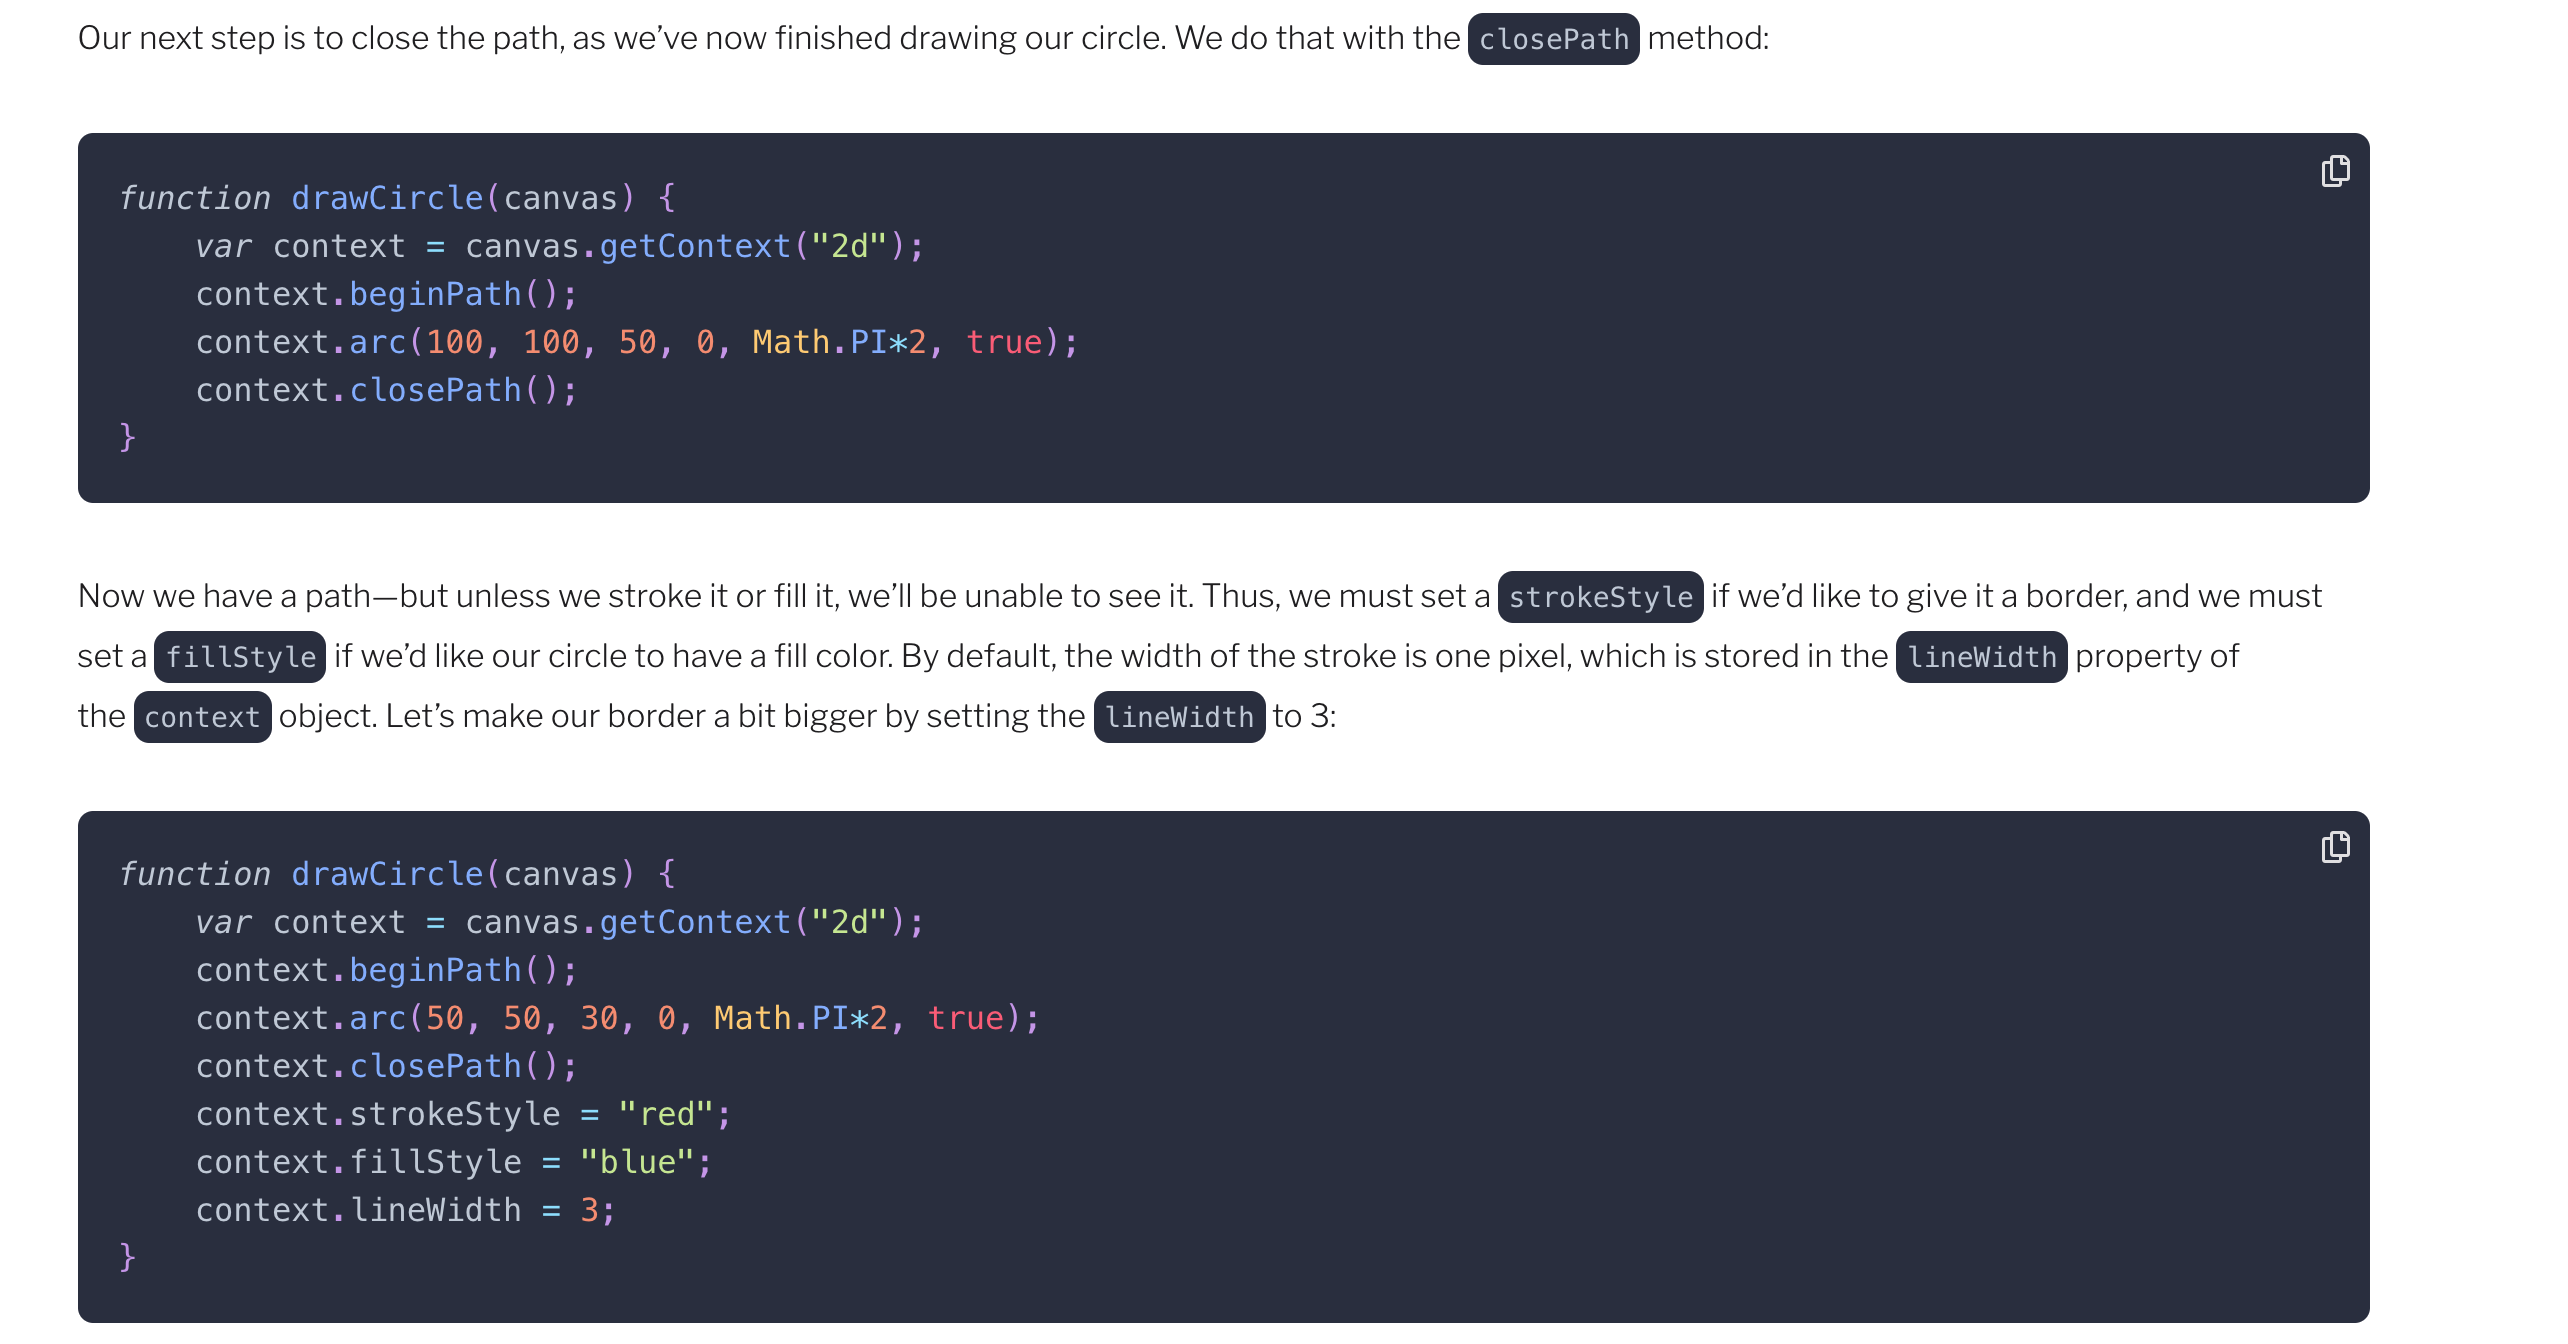 Our next step is to close the path, as we’ve now finished drawing our circle. We do that with the closePath method:
function drawCircle(canvas) {
    var context = canvas.getContext("2d");
    context.beginPath();
    context.arc(100, 100, 50, 0, Math.PI*2, true);
    context.closePath();
}
Now we have a path—but unless we stroke it or fill it, we’ll be unable to see it. Thus, we must set a strokeStyle if we’d like to give it a border, and we must
set a fillStyle if we’d like our circle to have a fill color. By default, the width of the stroke is one pixel, which is stored in the lineWidth property of
the context object. Let’s make our border a bit bigger by setting the lineWidth to 3:
function drawCircle(canvas) {
    var context = canvas.getContext("2d");
    context.beginPath();
    context.arc(50, 50, 30, 0, Math.PI*2, true);
    context.closePath();
    context.strokeStyle = "red";
    context.fillStyle = "blue";
    context.lineWidth = 3;
}